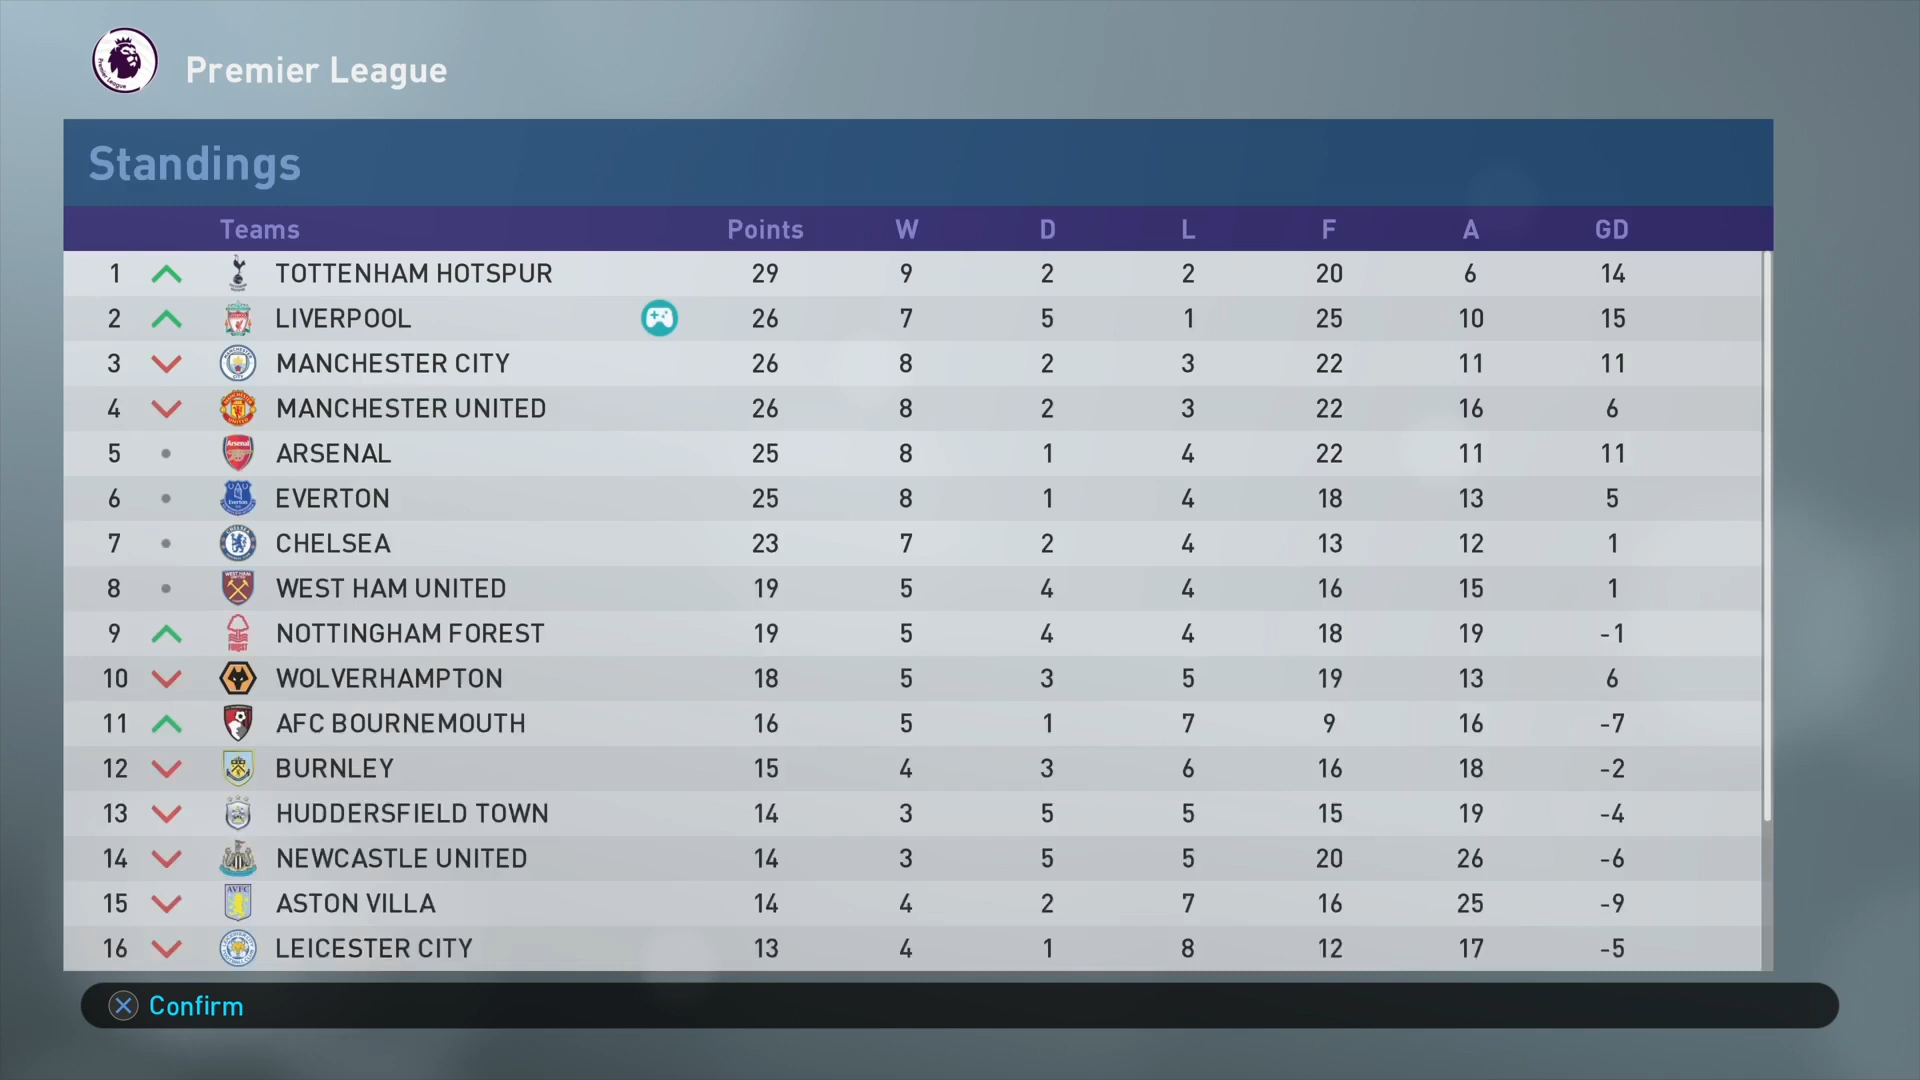 Premier League
Standings
Teams Points W D L F A GD
1 TOTTENHAM HOTSPUR 29 9 2 2 20 6 14
2 LIVERPOOL 26 7 5 1 25 10 15
3 MANCHESTER CITY 26 8 2 3 22 11 11
4 MANCHESTER UNITED 26 8 2 3 22 16 6
5 ARSENAL 25 8 1 4 22 11 11
6 EVERTON 25 8 1 4 18 13 5
7 CHELSEA 23 7 2 4 13 12 1
8 WEST HAM UNITED 19 5 4 4 16 15 1
9 NOTTINGHAM FOREST 19 5 4 4 18 19 -1
10 WOLVERHAMPTON 18 5 3 5 19 13 6
11 AFC BOURNEMOUTH 16 5 1 7 9 16 -7
12 BURNLEY 15 4 3 6 16 18 -2
13 HUDDERSFIELD TOWN 14 3 5 5 15 19 -4
14 NEWCASTLE UNITED 14 3 5 5 20 26 -6
15 ASTON VILLA 14 4 2 7 16 25 -9
16 LEICESTER CITY 13 4 1 8 12 17 -5
Confirm